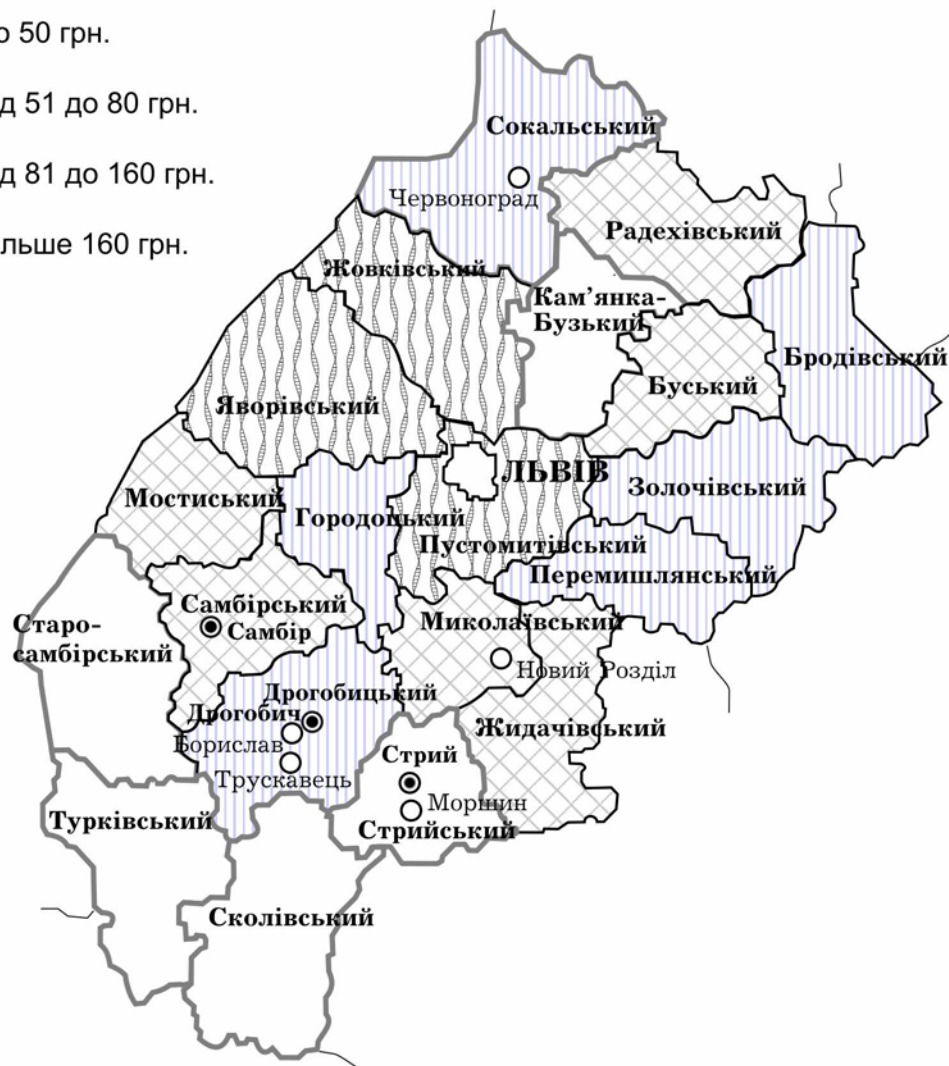 о 50 грн.
д 51 до 80 грн.
д 81 до 160 грн.
льше 160 грн.
Сокальський
Червоноград
Радехівський
Жовківський
Кам’янка-
Бузький
Бродівський
Буський
Яворівський
ЛЬВІВ
Золочівський
Мостиський
Городоцький
Пустомитівський
Перемишлянський
Самбірський
Самбір
Старо-
самбірський
Миколаївський
Новий Розділ
Дрогобицький
Дрогобич
Борислав
Трускавець
Жидачівський
Стрий
Моршин
Стрийський
Турківський
Сколівський